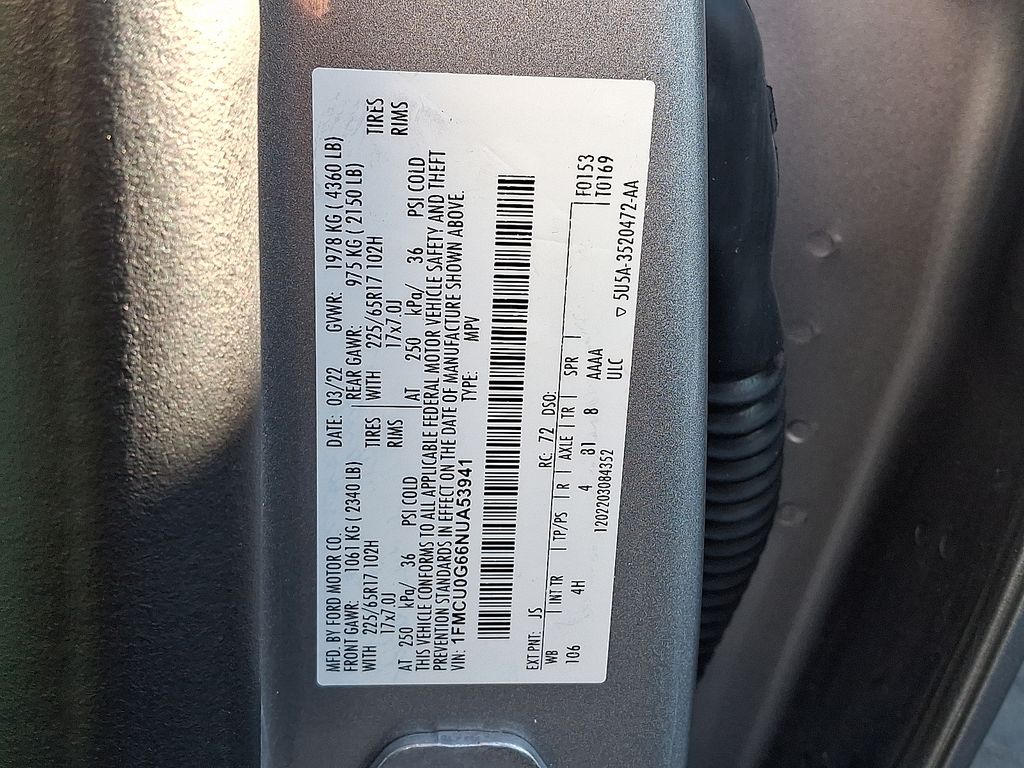 MFD. BY FORD MOTOR CO.
DATE: 03/22 GVWR: 1978 KG ( 4360 LB)
FRONT GAWR: 1061 KG ( 2340 LB) REAR GAWR: 975 KG ( 2150 LB)
WITH 225/65R17 102H TIRES WITH 225/65R17 102H TIRES
17x7.0J RIMS 17x7.0J RIMS
AT 250 kPa/ 36 PSI COLD AT 250 kPa/ 36 PSI COLD
THIS VEHICLE CONFORMS TO ALL APPLICABLE FEDERAL MOTOR VEHICLE SAFETY AND THEFT
PREVENTION STANDARDS IN EFFECT ON THE DATE OF MANUFACTURE SHOWN ABOVE.
VIN: 1FMCU0G66NUA53941 TYPE: MPV
EXT PNT: JS RC: 72 DSO:
WB INT TR TP/PS R AXLE TR SPR F0153
106 4H 4 B1 8 AAAA T0169
1202203084352 ULC
5U5A-3520472-AA